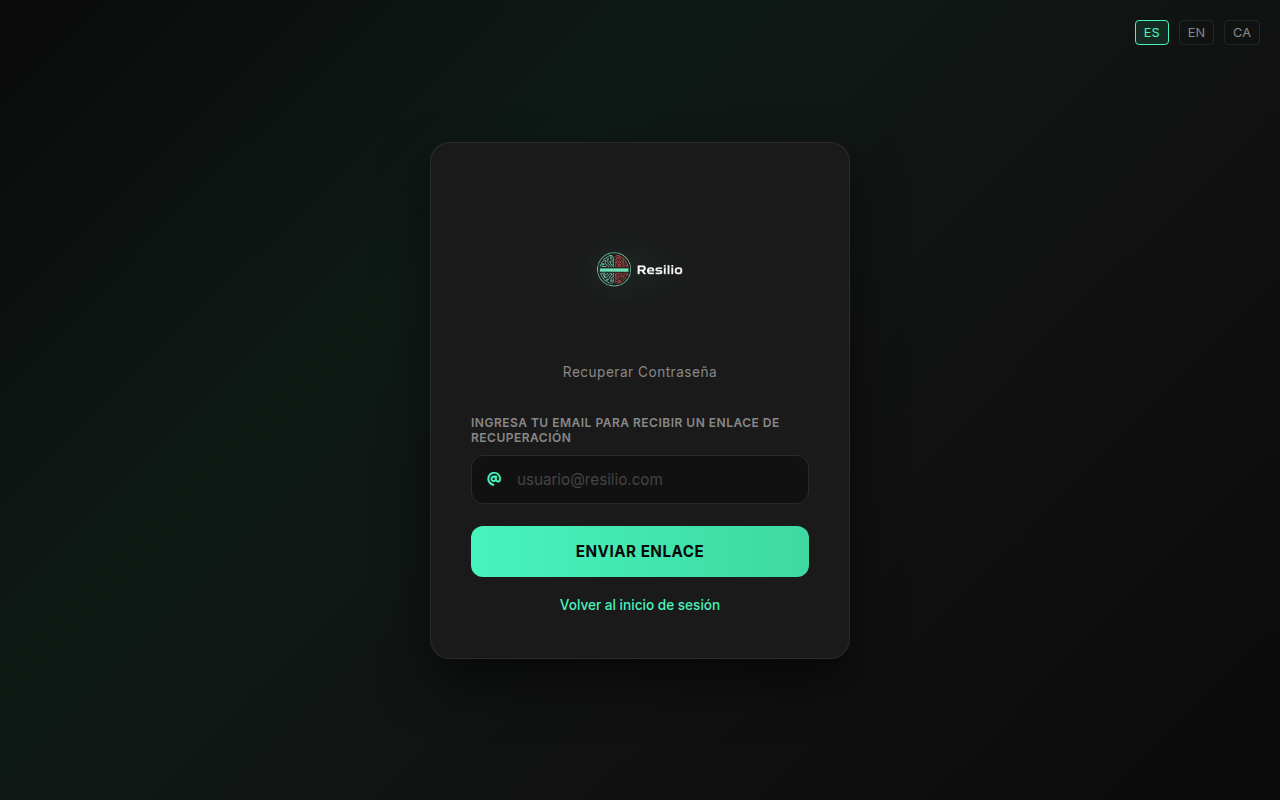 ES EN CA
Resilio
Recuperar Contraseña
INGRESA TU EMAIL PARA RECIBIR UN ENLACE DE
RECUPERACIÓN
@ usuario@resilio.com
ENVIAR ENLACE
Volver al inicio de sesión